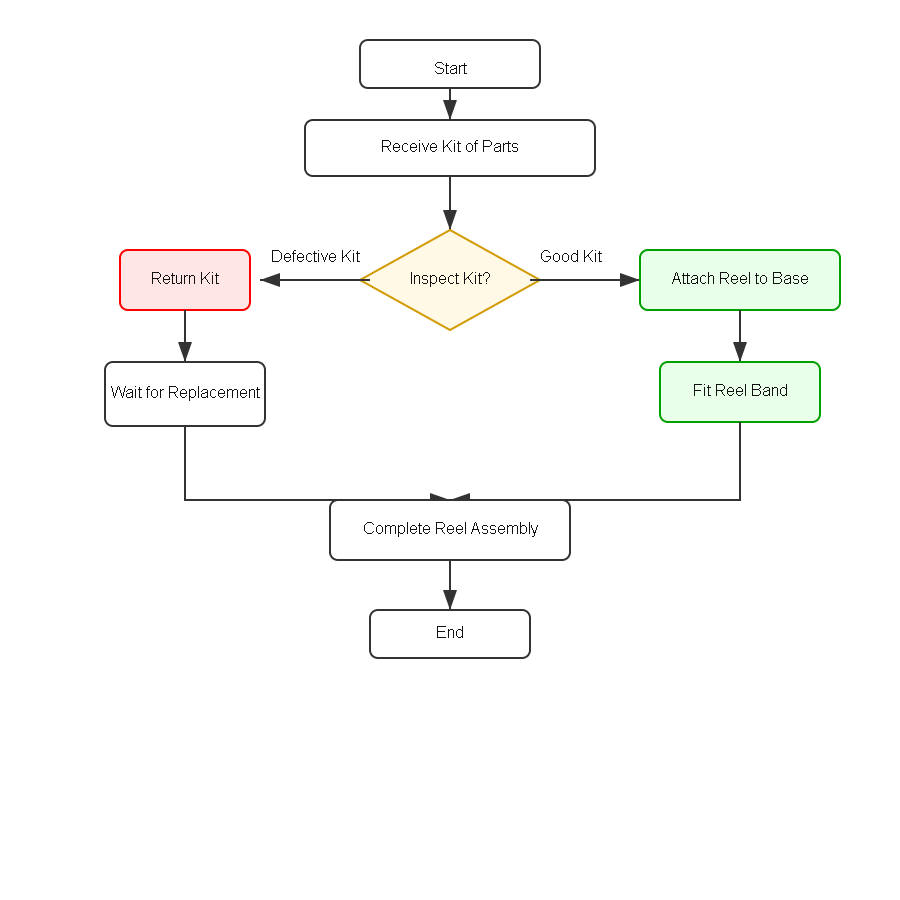 Start
Receive Kit of Parts
Defective Kit
Good Kit
Return Kit
Inspect Kit?
Attach Reel to Base
Wait for Replacement
Fit Reel Band
Complete Reel Assembly
End